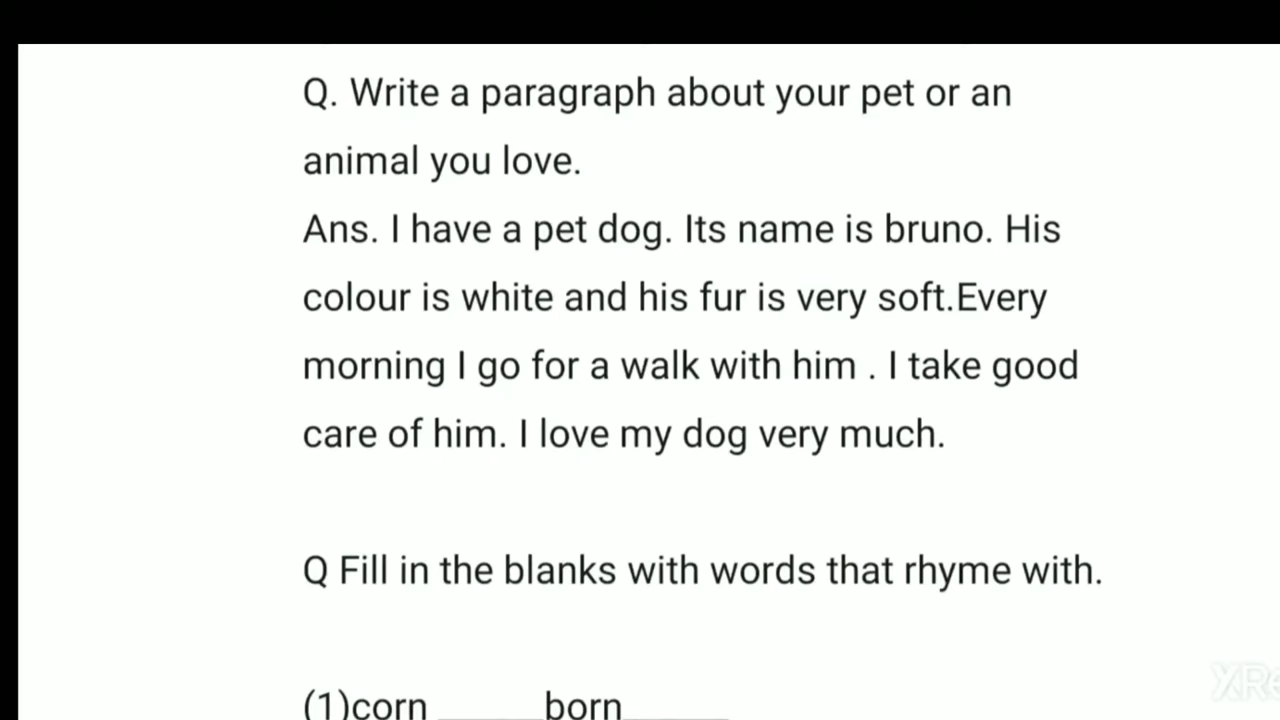 Q. Write a paragraph about your pet or an
animal you love.
Ans. I have a pet dog. Its name is bruno. His
colour is white and his fur is very soft.Every
morning I go for a walk with him . I take good
care of him. I love my dog very much.
Q Fill in the blanks with words that rhyme with.
(1)corn ______born______